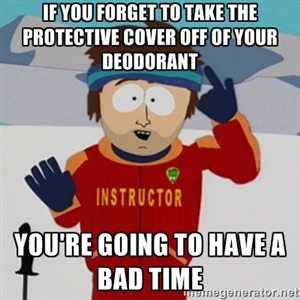 IF YOU FORGET TO TAKE THE
PROTECTIVE COVER OFF OF YOUR
DEODORANT
INSTRUCTOR
YOU'RE GOING TO HAVE A
BAD TIME
memegenerator.net